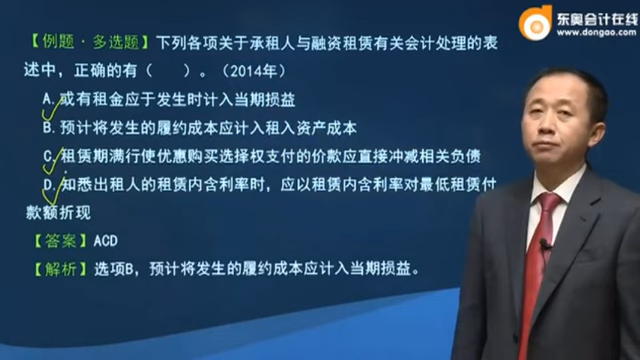 东奥会计在线
www.dongao.com
【例题·多选题】下列各项关于承租人与融资租赁有关会计处理的表
述中，正确的有（　　）。（2014年）
A.或有租金应于发生时计入当期损益
B.预计将发生的履约成本应计入租入资产成本
C.租赁期满行使优惠购买选择权支付的价款应直接冲减相关负债
D.知悉出租人的租赁内含利率时，应以租赁内含利率对最低租赁付
款额折现
【答案】ACD
【解析】选项B，预计将发生的履约成本应计入当期损益。